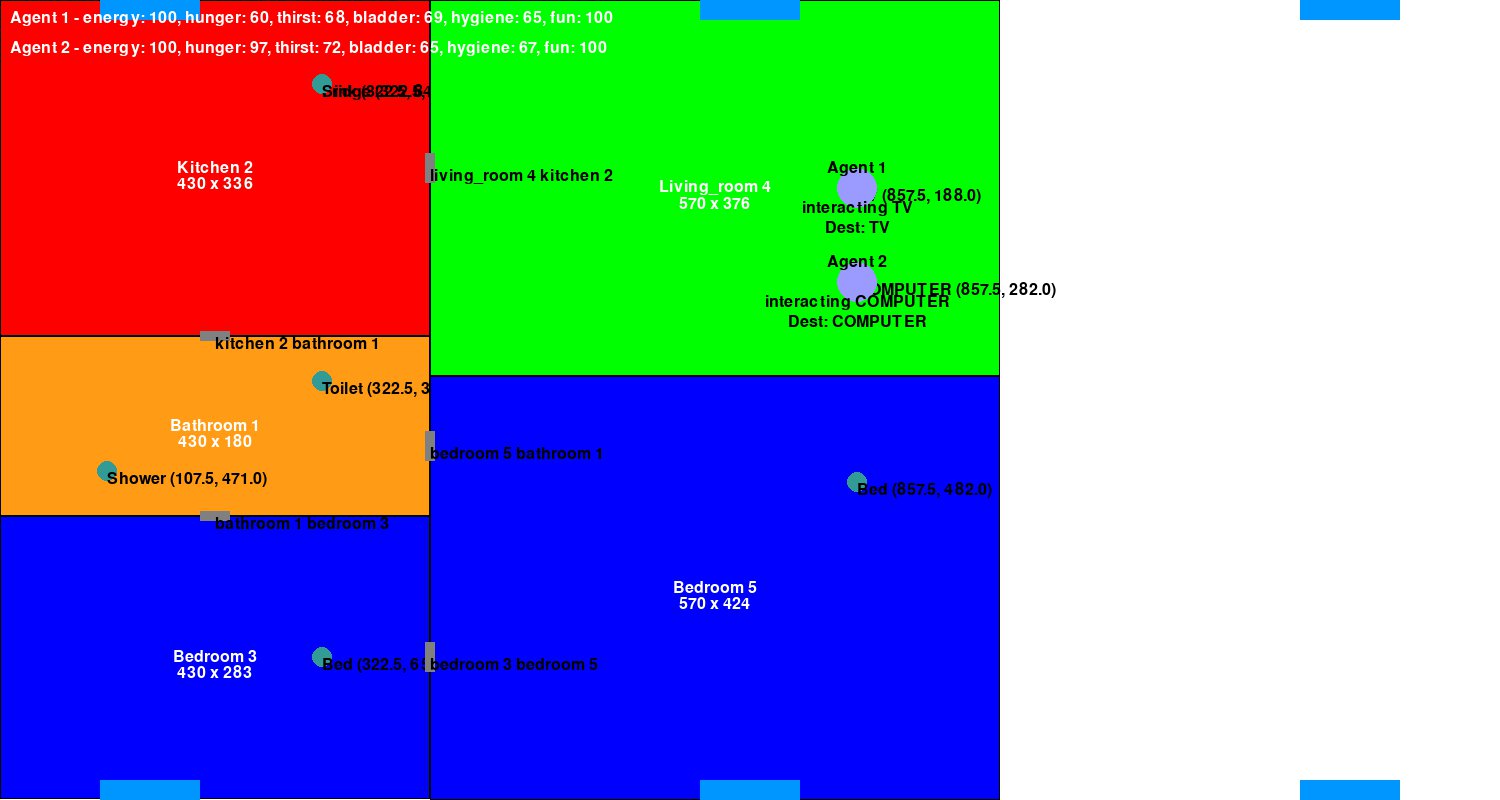 Agent 1 - energy: 100, hunger: 60, thirst: 68, bladder: 69, hygiene: 65, fun: 100
Agent 2 - energy: 100, hunger: 97, thirst: 72, bladder: 65, hygiene: 67, fun: 100
Kitchen 2
430 x 336
living_room 4 kitchen 2
Living_room 4
570 x 376
Agent 1
(857.5, 188.0)
interacting TV
Dest: TV
Agent 2
OMPUTER (857.5, 282.0)
interacting COMPUTER
Dest: COMPUTER
kitchen 2 bathroom 1
Toilet (322.5, 3
Bathroom 1
430 x 180
Shower (107.5, 471.0)
bedroom 5 bathroom 1
Bed (857.5, 482.0)
bathroom 1 bedroom 3
Bedroom 5
570 x 424
Bedroom 3
430 x 283
Bed (322.5, 6
bedroom 3 bedroom 5